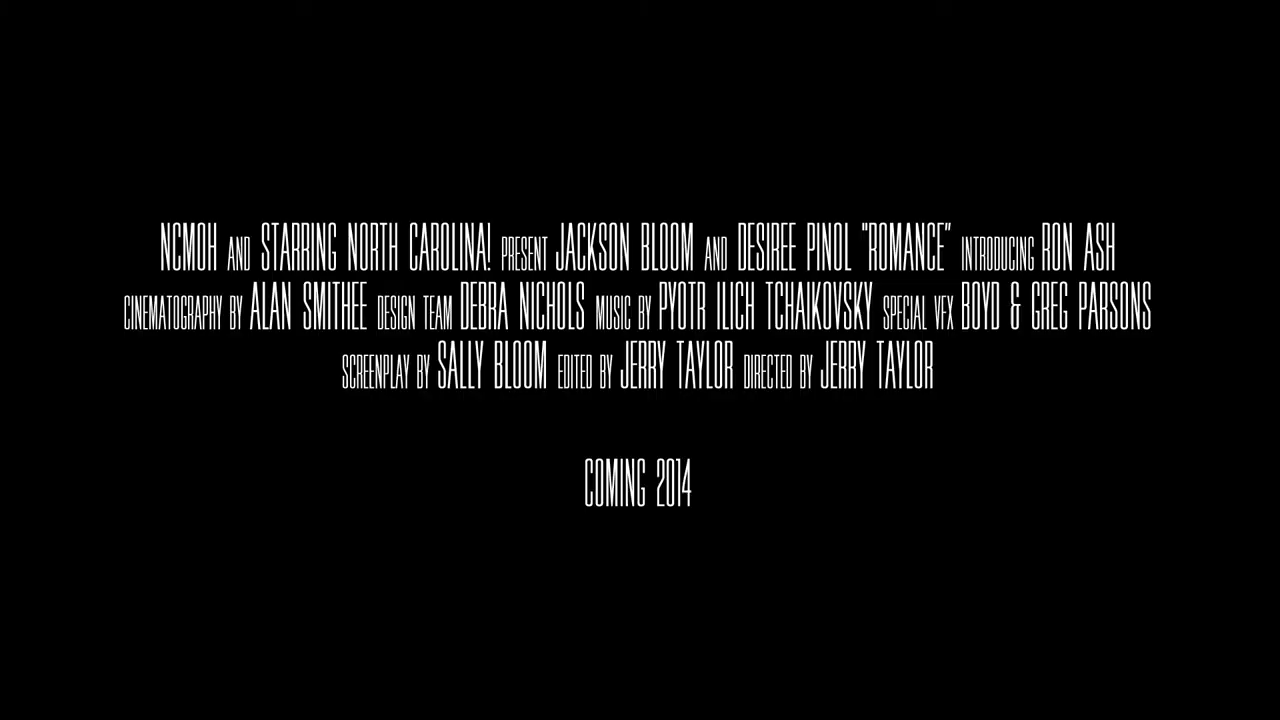 NCMOH AND STARRING NORTH CAROLINA! PRESENT JACKSON BLOOM AND DESIREE PINOL "ROMANCE" INTRODUCING RON ASH
CINEMATOGRAPHY BY ALAN SMITHEE DESIGN TEAM DEBRA NICHOLS MUSIC BY PYOTR ILICH TCHAIKOVSKY SPECIAL VFX BOYD & GREG PARSONS
SCREENPLAY BY SALLY BLOOM EDITED BY JERRY TAYLOR DIRECTED BY JERRY TAYLOR
COMING 2014